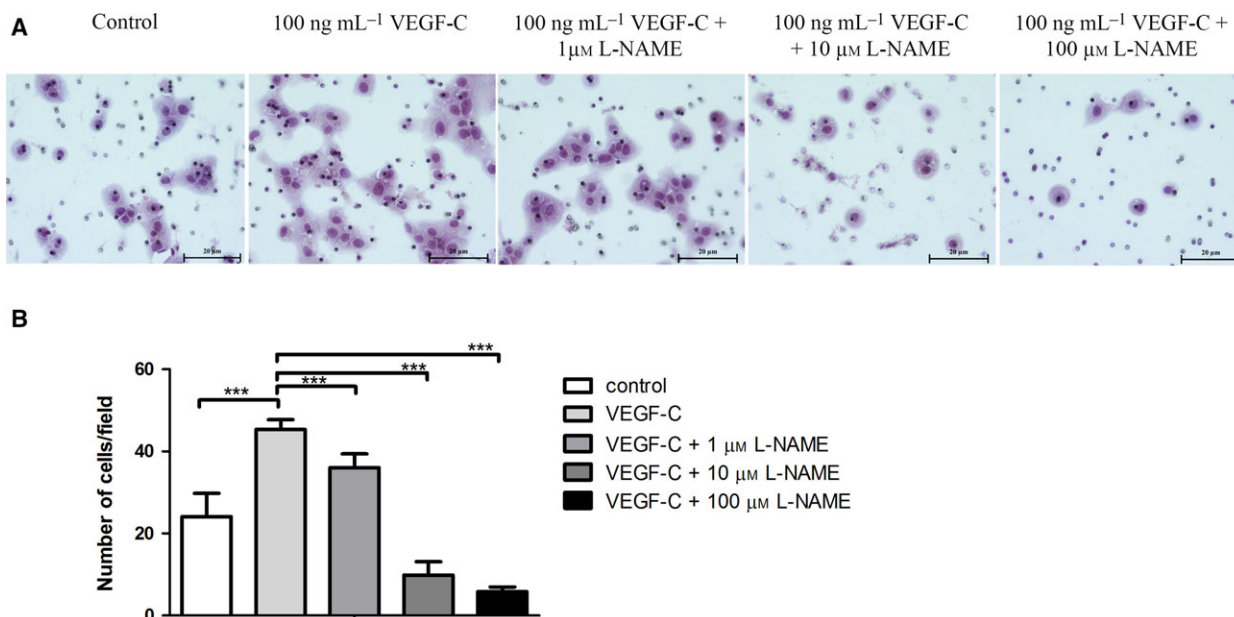 A
Control
100 ng mL⁻¹ VEGF-C
100 ng mL⁻¹ VEGF-C +
1μM L-NAME
100 ng mL⁻¹ VEGF-C
+ 10 μM L-NAME
100 ng mL⁻¹ VEGF-C +
100 μM L-NAME
20 μm
20 μm
20 μm
20 μm
20 μm
B
Number of cells/field
60
40
20
0
***
***
***
***
control
VEGF-C
VEGF-C + 1 μM L-NAME
VEGF-C + 10 μM L-NAME
VEGF-C + 100 μM L-NAME